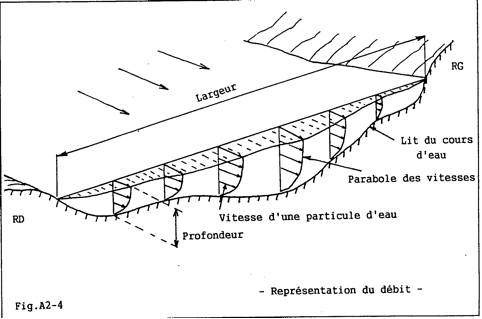 RG
Largeur
Lit du cours
d'eau
Parabole des vitesses
RD
Vitesse d'une particule d'eau
Profondeur
- Représentation du débit -
Fig.A2-4